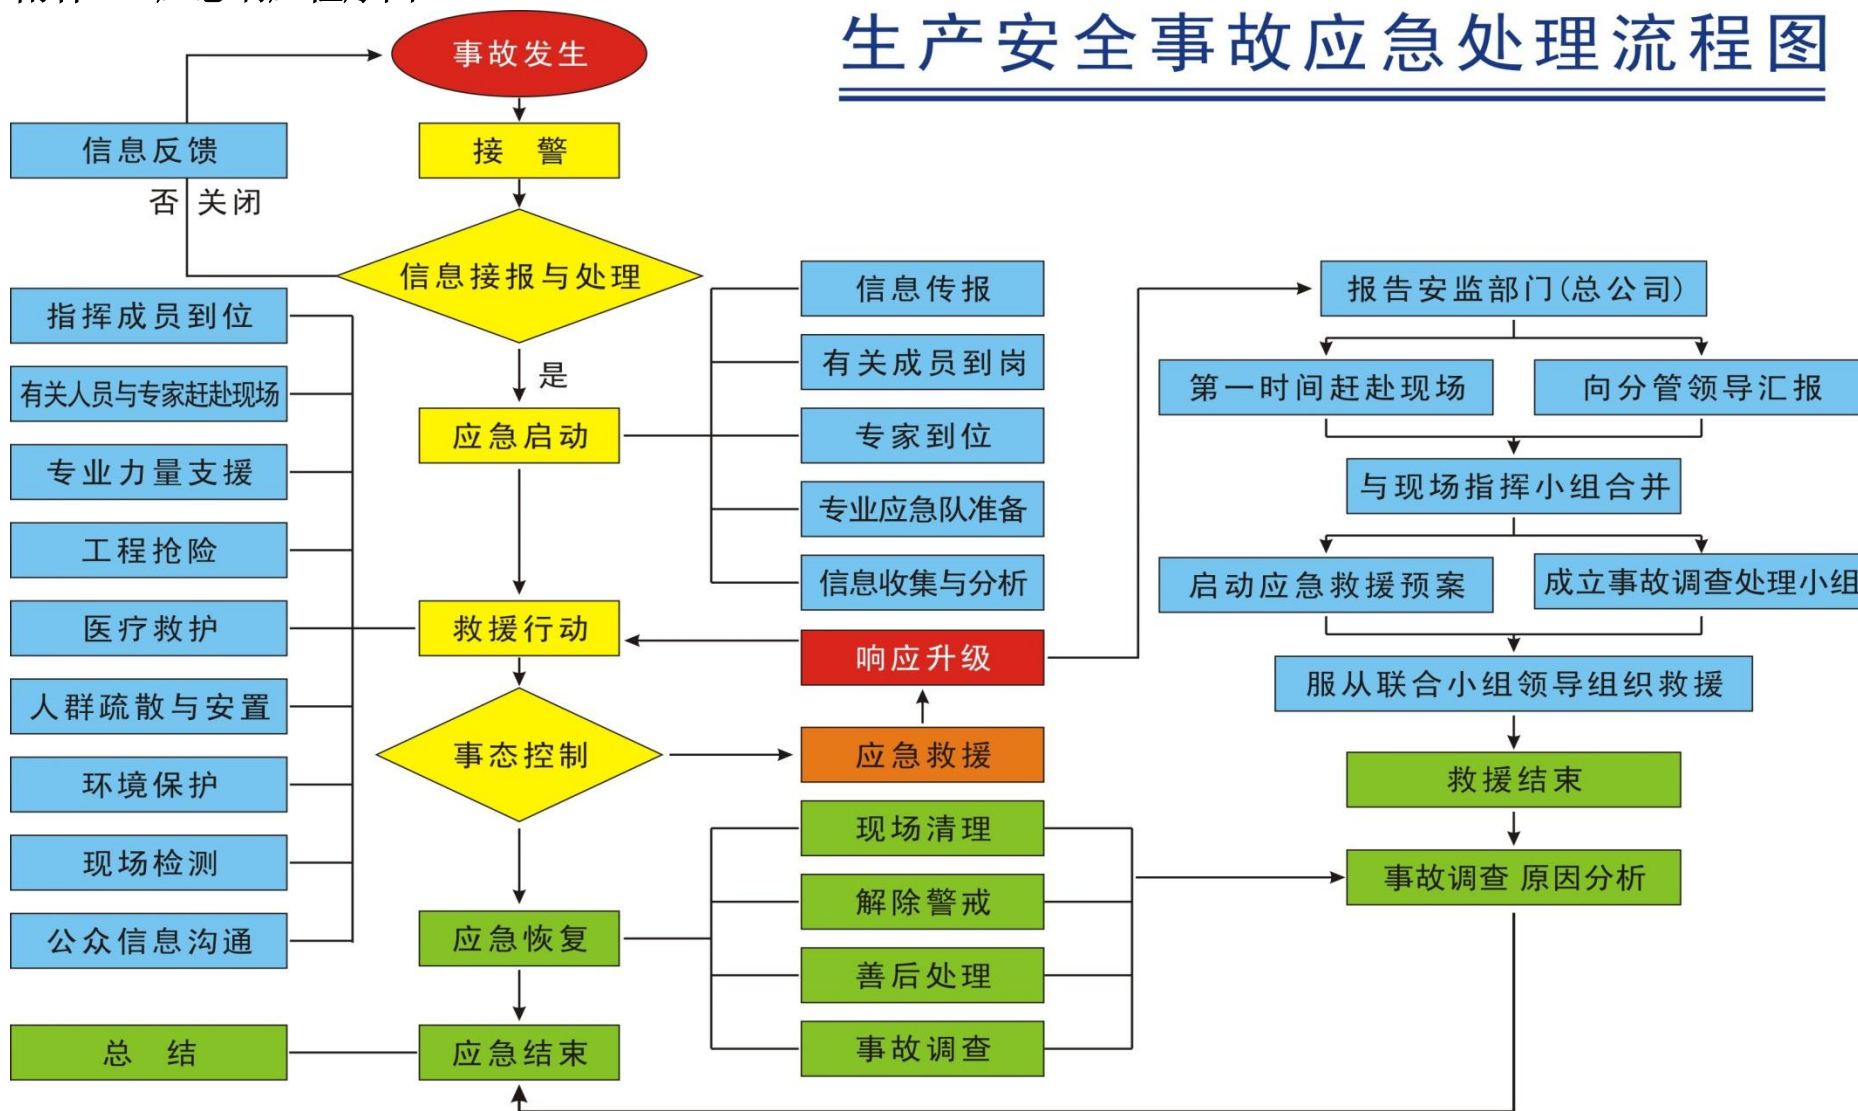 生产安全事故应急处理流程图
事故发生
信息反馈
接 警
否 关闭
信息接报与处理
是
应急启动
信息传报
有关成员到岗
专家到位
专业应急队准备
信息收集与分析
指挥成员到位
有关人员与专家赶赴现场
专业力量支援
工程抢险
医疗救护
人群疏散与安置
环境保护
现场检测
公众信息沟通
救援行动
响应升级
事态控制
应急救援
报告安监部门(总公司)
第一时间赶赴现场
向分管领导汇报
与现场指挥小组合并
启动应急救援预案
成立事故调查处理小组
服从联合小组领导组织救援
救援结束
事故调查 原因分析
应急恢复
现场清理
解除警戒
善后处理
事故调查
应急结束
总 结